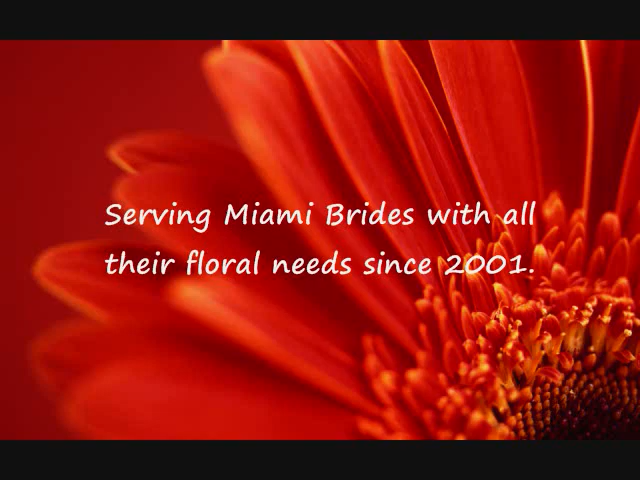 Serving Miami Brides with all
their floral needs since 2001.